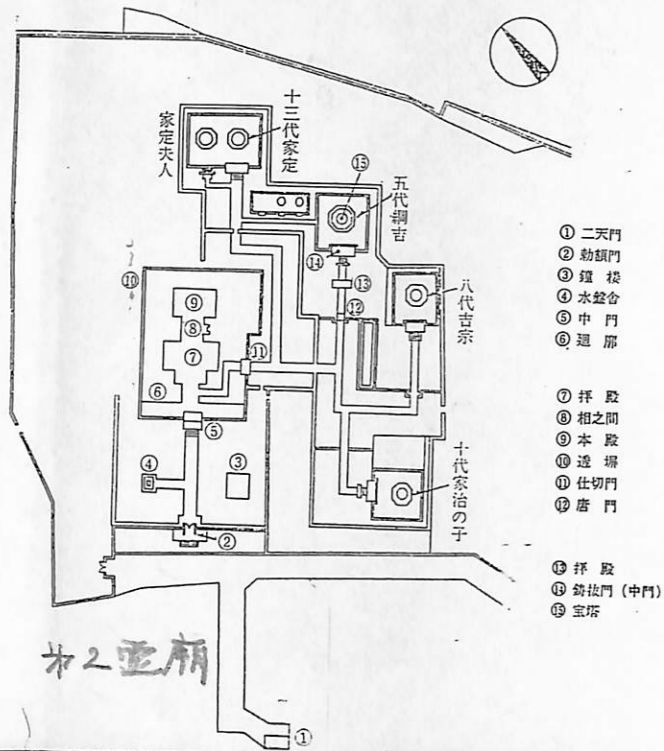 十三代家定
家定夫人
五代綱吉
八代吉宗
十代家治の子
⑮
⑭
⑬
⑫
⑩
⑨
⑧
⑦
⑪
⑥
⑤
④
③
②
①
① 二天門
② 勅額門
③ 鐘楼
④ 水盤舎
⑤ 中門
⑥ 廻廊
⑦ 拝殿
⑧ 相之間
⑨ 本殿
⑩ 透塀
⑪ 仕切門
⑫ 唐門
⑬ 拝殿
⑭ 鋳抜門(中門)
⑮ 宝塔
才2霊廟